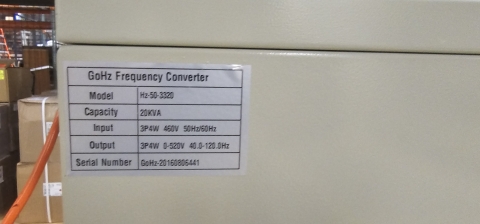 GoHz Frequency Converter
Model Hz-50-3320
Capacity 20KVA
Input 3P4W 460V 50Hz/60Hz
Output 3P4W 0-520V 40.0-120.0Hz
Serial Number GoHz-20160805441